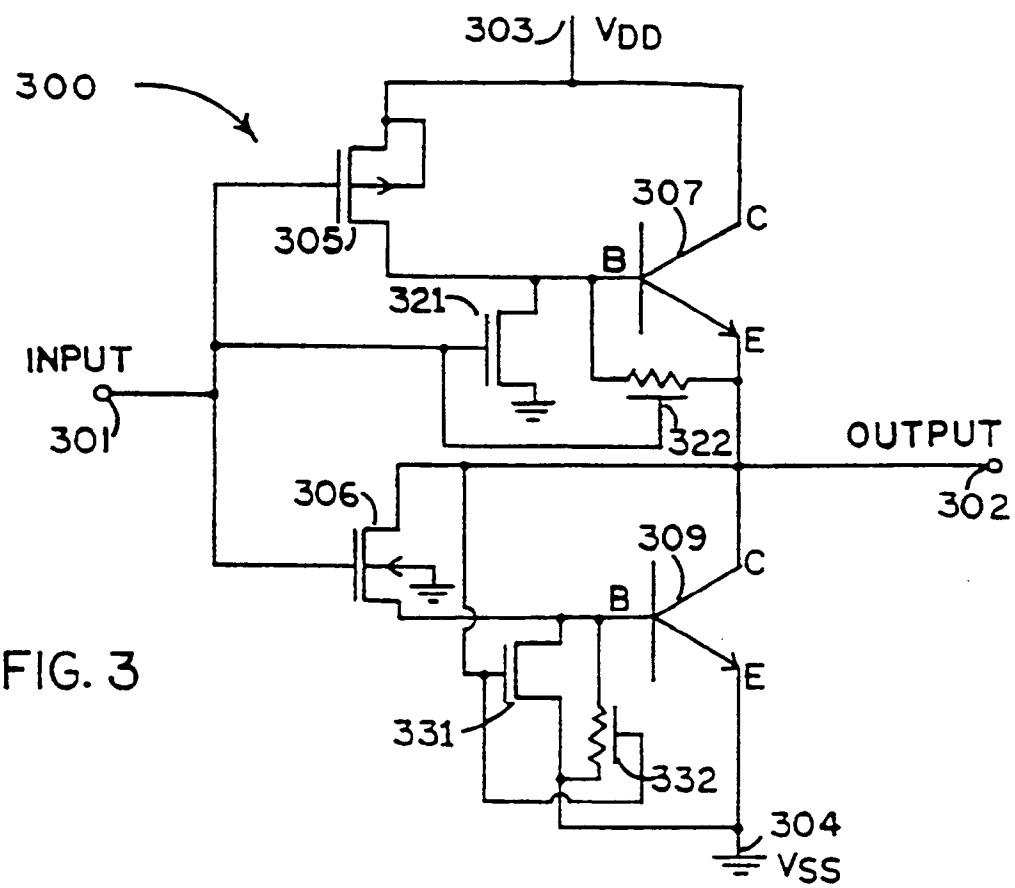 303
VDD
300
307
C
305
B
321
E
INPUT
301
322
OUTPUT
302
306
309
C
B
FIG. 3
E
331
332
304
VSS